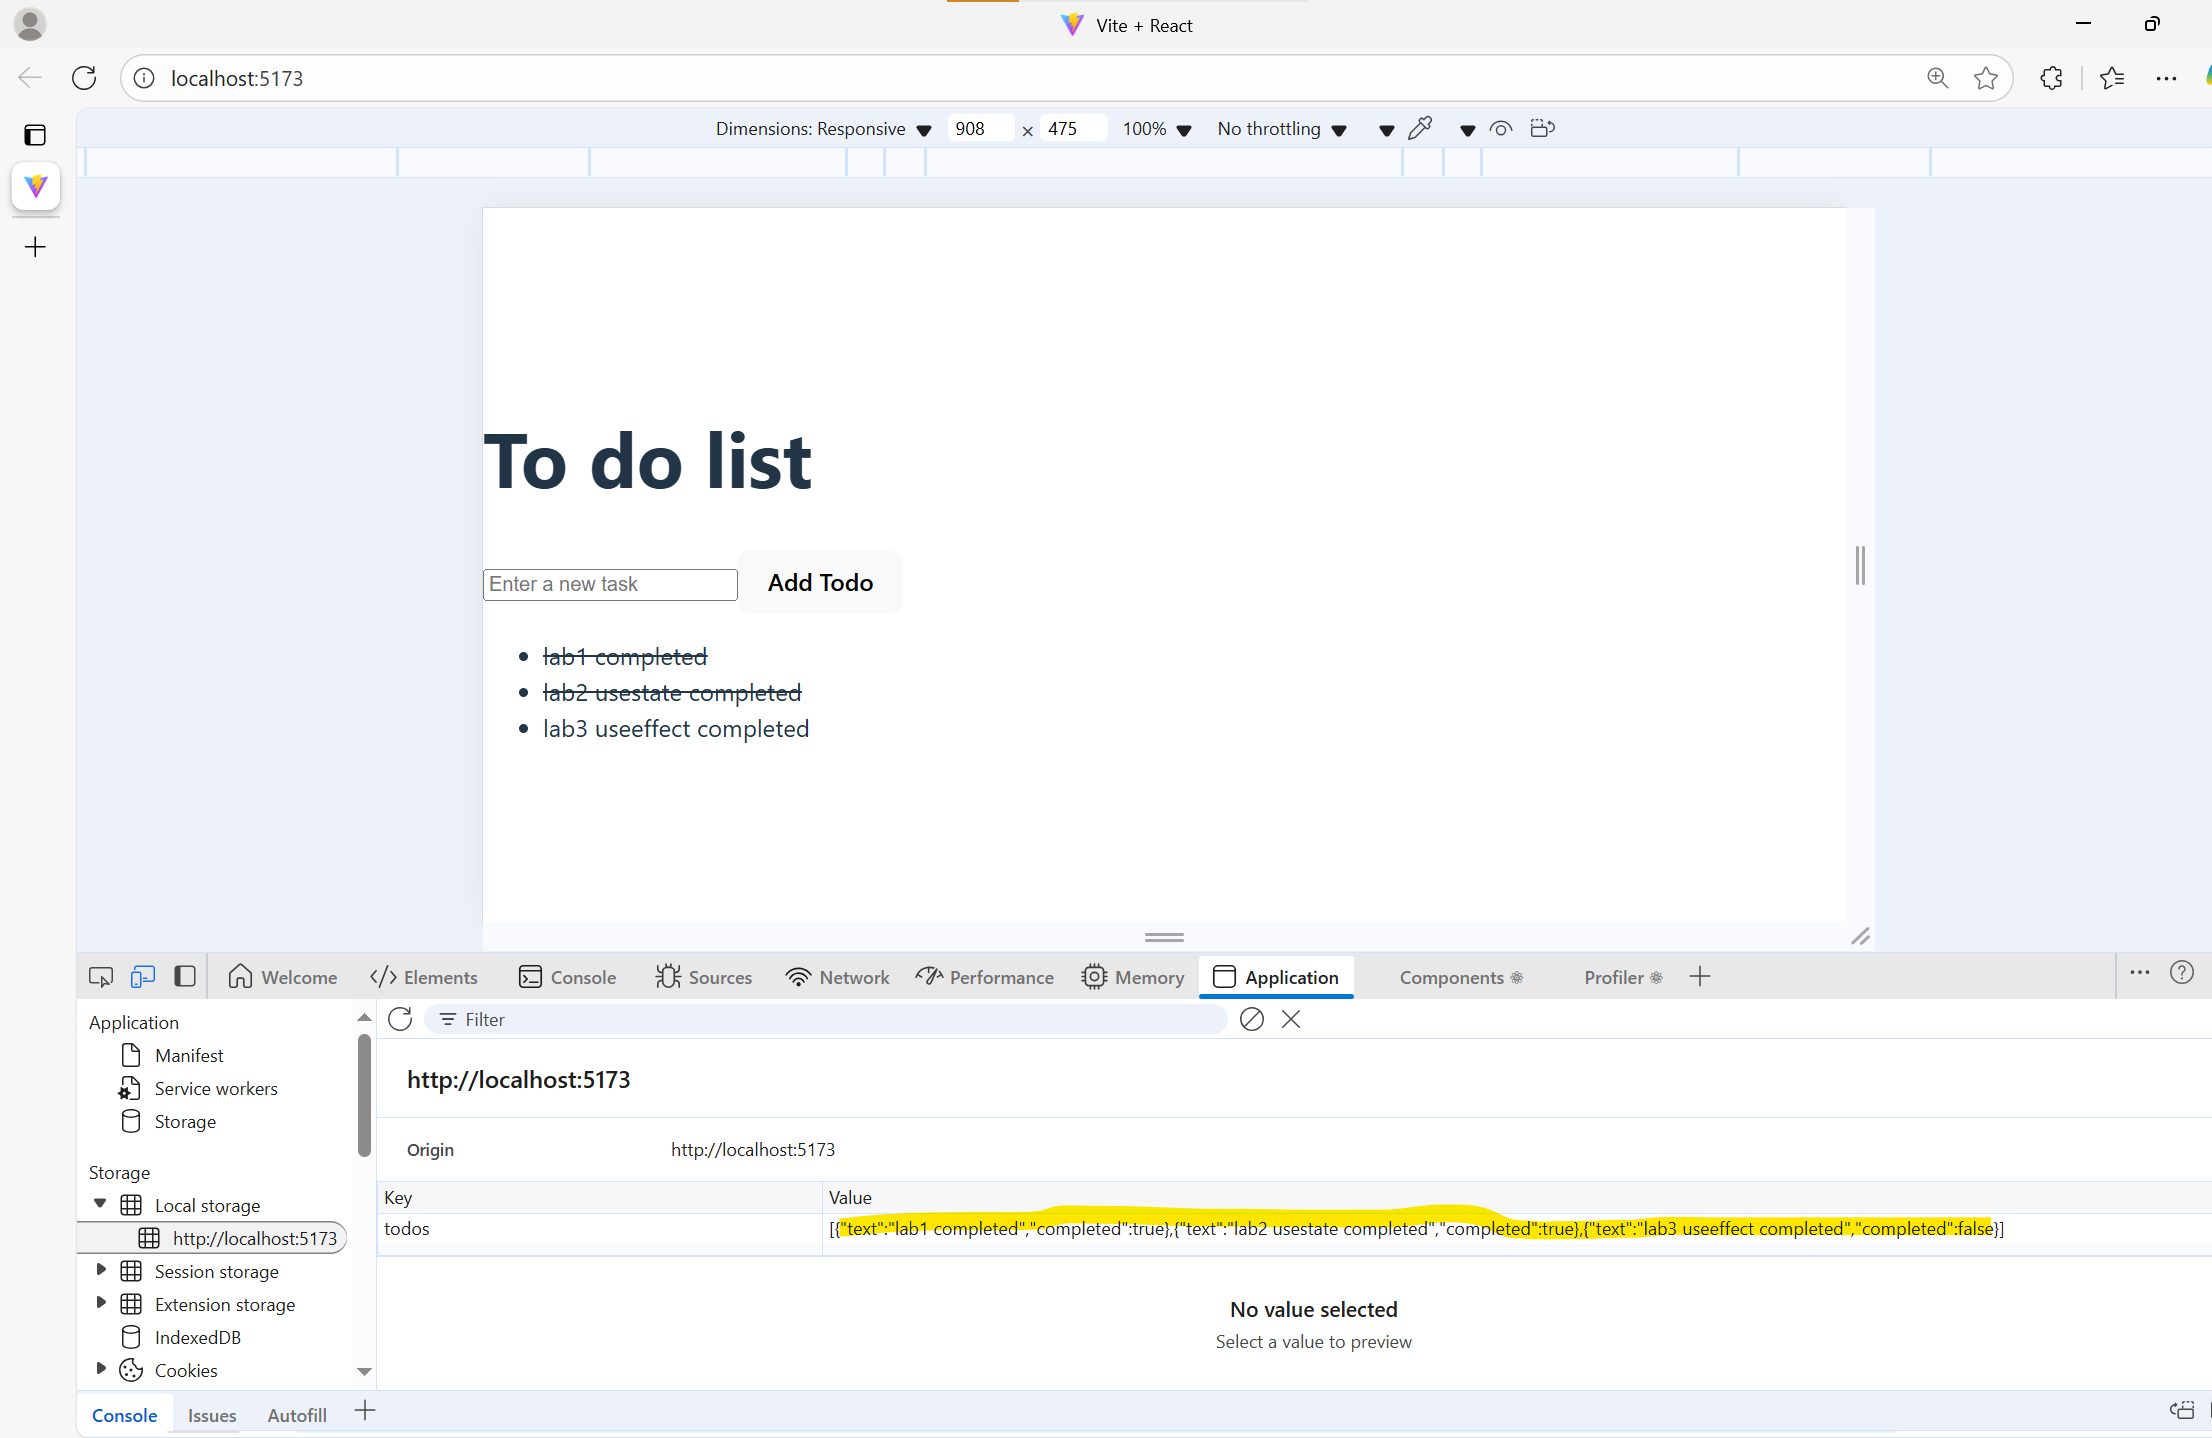 Vite + React
localhost:5173
Dimensions: Responsive 908 × 475 100% No throttling
To do list
Enter a new task Add Todo
lab1 completed
lab2 usestate completed
lab3 useeffect completed
Welcome Elements Console Sources Network Performance Memory Application Components Profiler
Application
Manifest
Service workers
Storage
Storage
Local storage
http://localhost:5173
Session storage
Extension storage
IndexedDB
Cookies
Filter
http://localhost:5173
Origin http://localhost:5173
Key Value
todos [{"text":"lab1 completed","completed":true},{"text":"lab2 usestate completed","completed":true},{"text":"lab3 useeffect completed","completed":false}]
No value selected
Select a value to preview
Console Issues Autofill